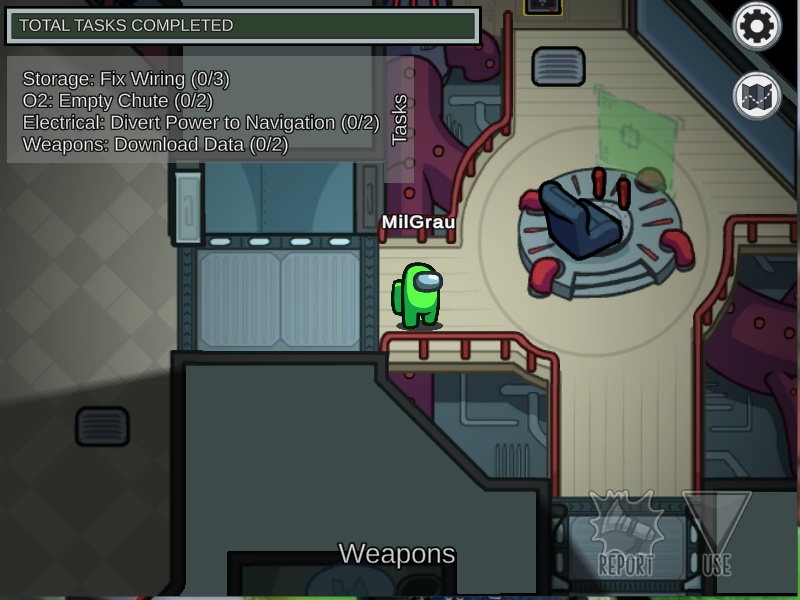 TOTAL TASKS COMPLETED
Storage: Fix Wiring (0/3)
O2: Empty Chute (0/2)
Electrical: Divert Power to Navigation (0/2)
Weapons: Download Data (0/2)
Tasks
MilGrau
Weapons
REPORT
USE